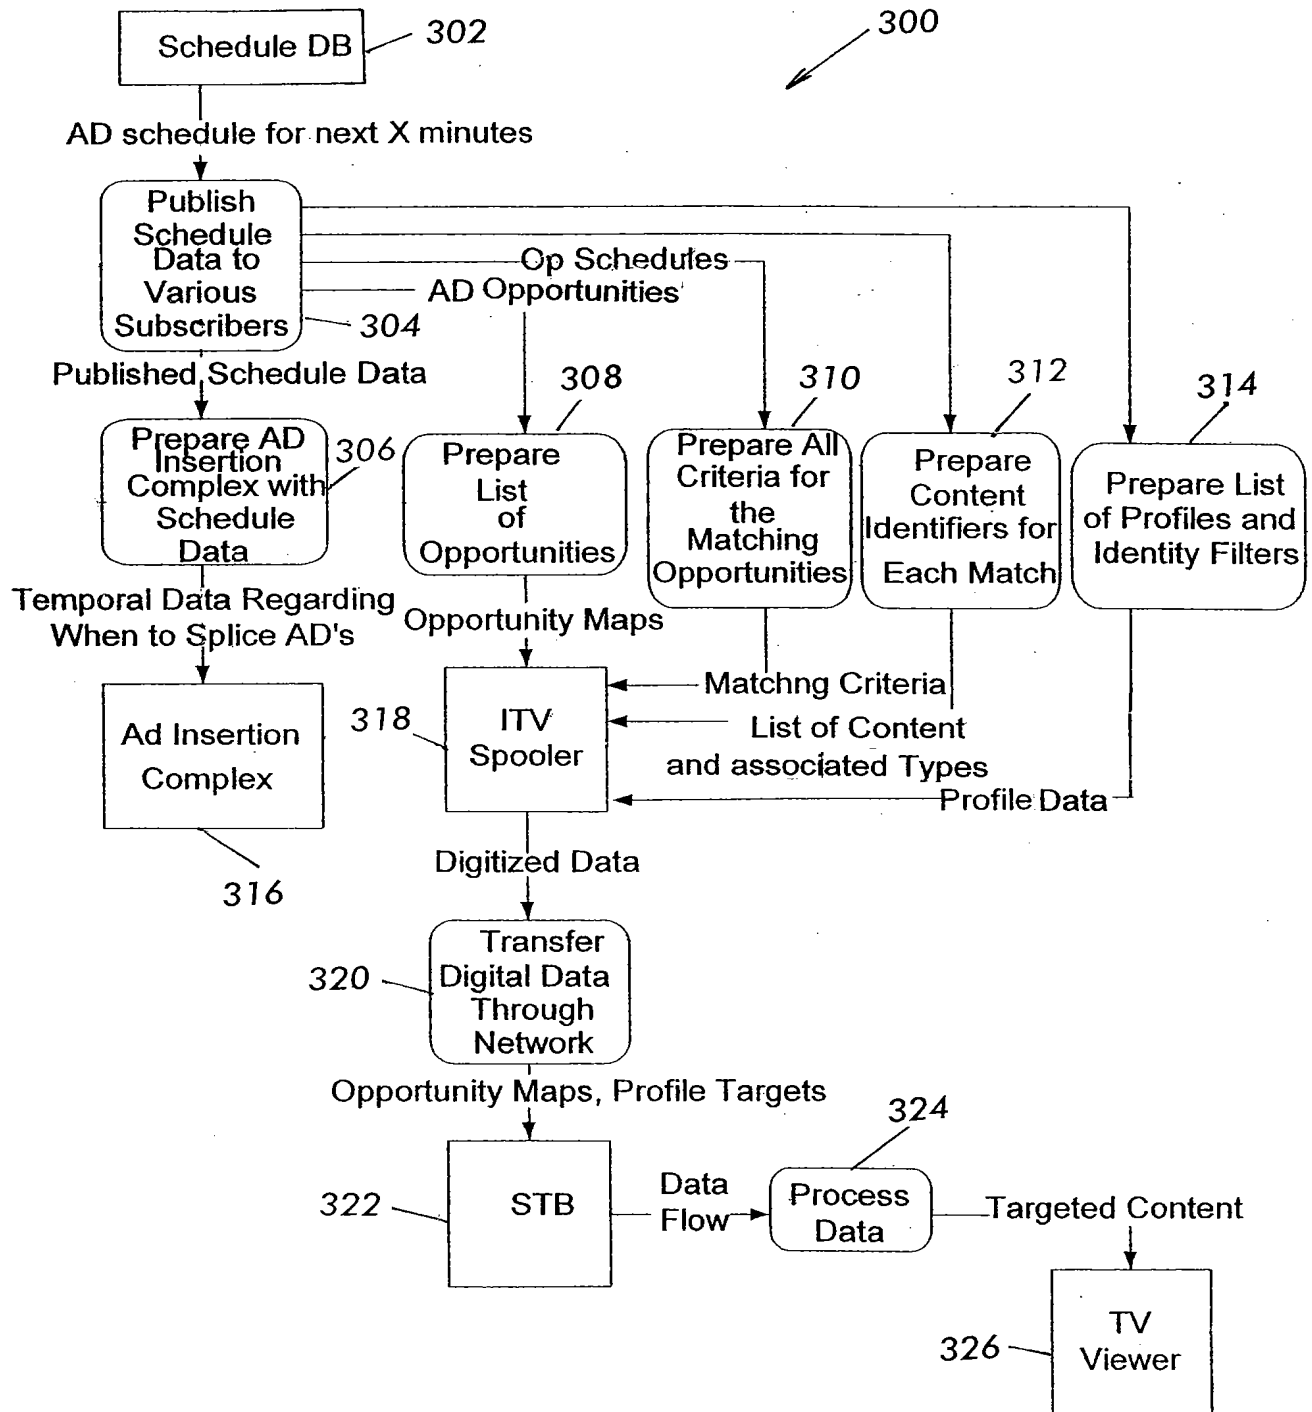 Schedule DB
302
300
AD schedule for next X minutes
Publish
Schedule
Data to
Various
Subscribers
304
Op Schedules
AD Opportunities
Published Schedule Data
308
310
312
314
Prepare AD
Insertion
Complex with
Schedule
Data
306
Prepare
List
of
Opportunities
Prepare All
Criteria for
the
Matching
Opportunities
Prepare
Content
Identifiers for
Each Match
Prepare List
of Profiles and
Identity Filters
Temporal Data Regarding
When to Splice AD's
Opportunity Maps
Ad Insertion
Complex
316
318
ITV
Spooler
Matchng Criteria
List of Content
and associated Types
Profile Data
Digitized Data
320
Transfer
Digital Data
Through
Network
Opportunity Maps, Profile Targets
322
STB
Data
Flow
324
Process
Data
Targeted Content
326
TV
Viewer